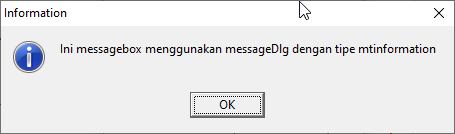 Information
Ini messagebox menggunakan messageDlg dengan tipe mtinformation
OK